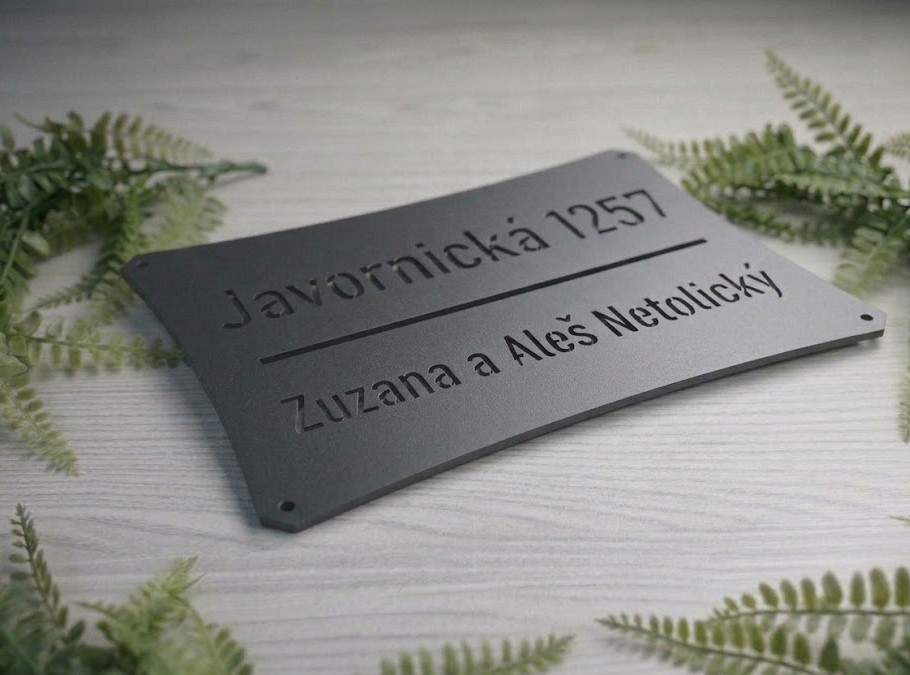 Javornická 1257
Zuzana a Aleš Netolický